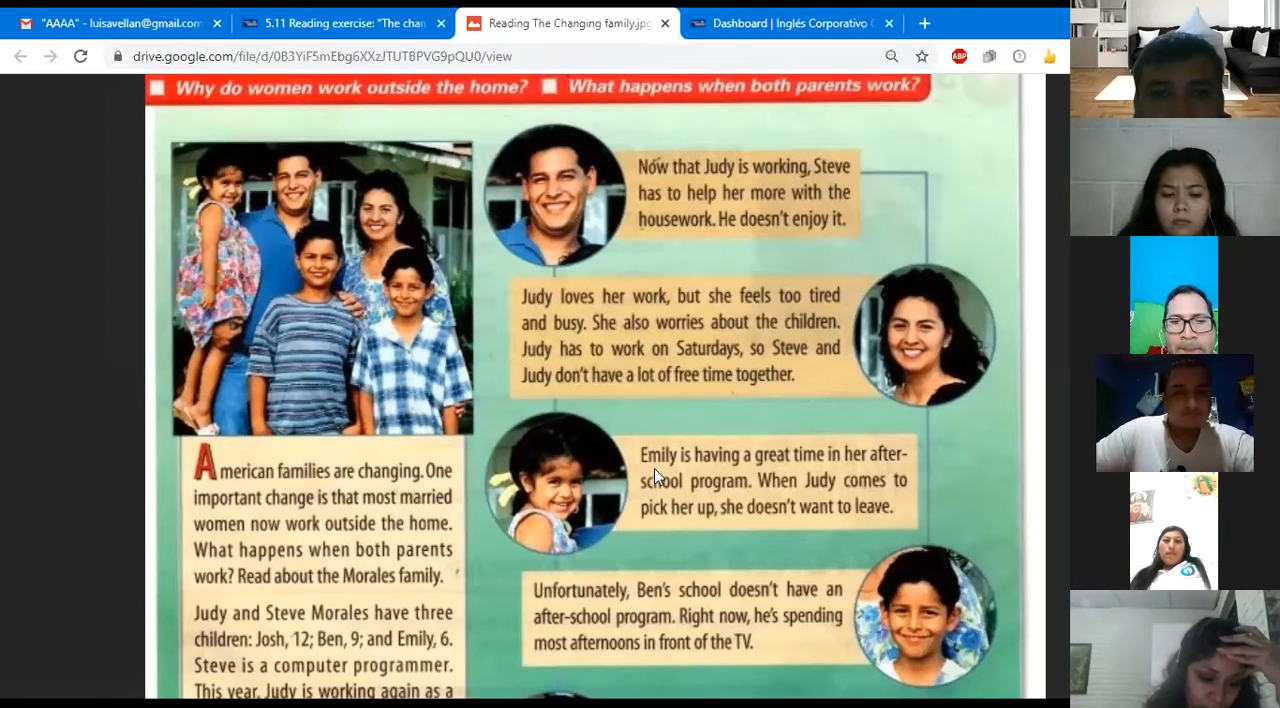 "AAAA" - luisavellan@gmail.com
5.11 Reading exercise: "The chan
Reading The Changing family.jpg
Dashboard | Inglés Corporativo
drive.google.com/file/d/0B3YiF5mEbg6XXzJTUTBPVG9pQU0/view
ABP
Why do women work outside the home? What happens when both parents work?
Now that Judy is working, Steve
has to help her more with the
housework. He doesn't enjoy it.
Judy loves her work, but she feels too tired
and busy. She also worries about the children.
Judy has to work on Saturdays, so Steve and
Judy don't have a lot of free time together.
Emily is having a great time in her after-
school program. When Judy comes to
pick her up, she doesn't want to leave.
Unfortunately, Ben's school doesn't have an
after-school program. Right now, he's spending
most afternoons in front of the TV.
American families are changing. One
important change is that most married
women now work outside the home.
What happens when both parents
work? Read about the Morales family.
Judy and Steve Morales have three
children: Josh, 12; Ben, 9; and Emily, 6.
Steve is a computer programmer.
This year, Judy is working again as a